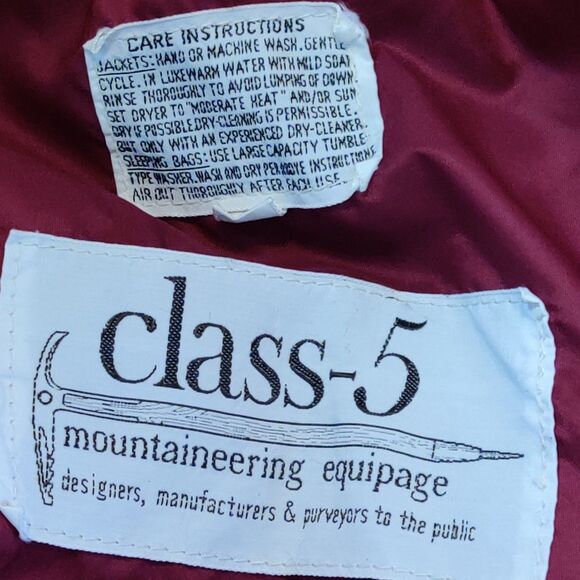 CARE INSTRUCTIONS
JACKETS: HAND OR MACHINE WASH. GENTLE
CYCLE. IN LUKEWARM WATER WITH MILD SOAP
RINSE THOROUGHLY TO AVOID LUMPING OF DOWN.
SET DRYER TO "MODERATE HEAT" AND/OR SUN
DRY IF POSSIBLE DRY-CLEANING IS PERMISSIBLE,
BUT ONLY WITH AN EXPERIENCED DRY-CLEANER.
SLEEPING BAGS: USE LARGE CAPACITY TUMBLE
TYPE WASHER. WASH AND DRY PER ABOVE INSTRUCTIONS
AIR OUT THOROUGHLY AFTER EACH USE.
class-5
mountaineering equipage
designers, manufacturers & purveyors to the public